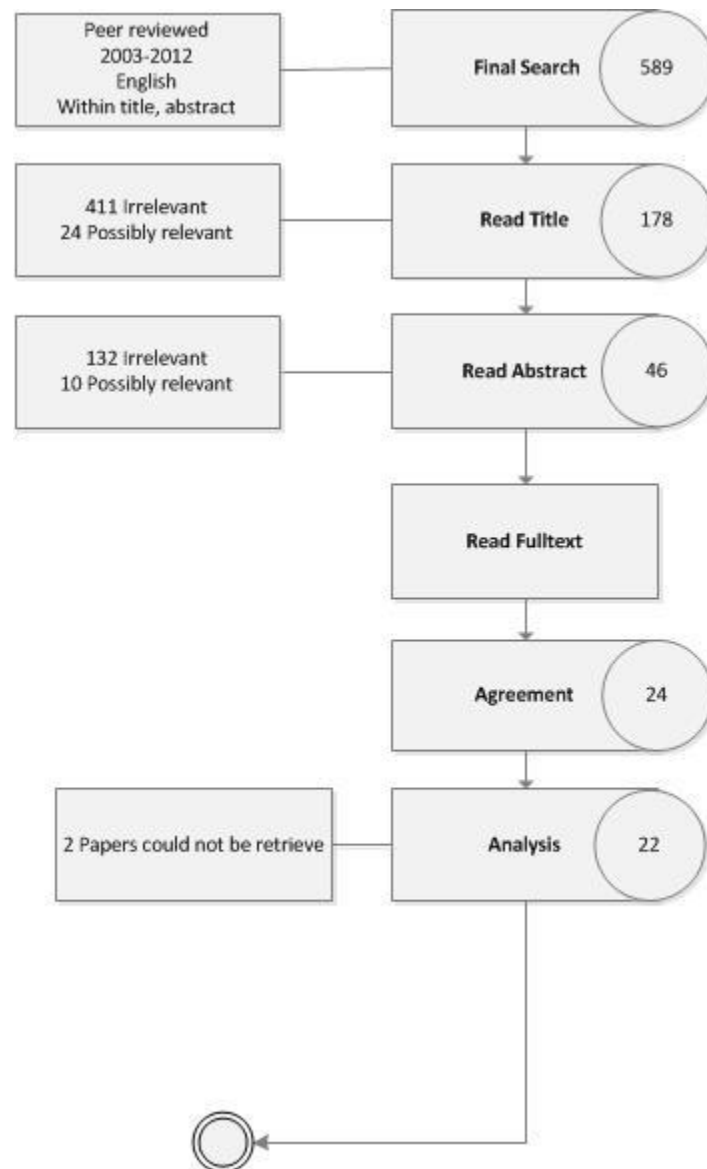 Peer reviewed
2003-2012
English
Within title, abstract
Final Search
589
411 Irrelevant
24 Possibly relevant
Read Title
178
132 Irrelevant
10 Possibly relevant
Read Abstract
46
Read Fulltext
Agreement
24
2 Papers could not be retrieve
Analysis
22